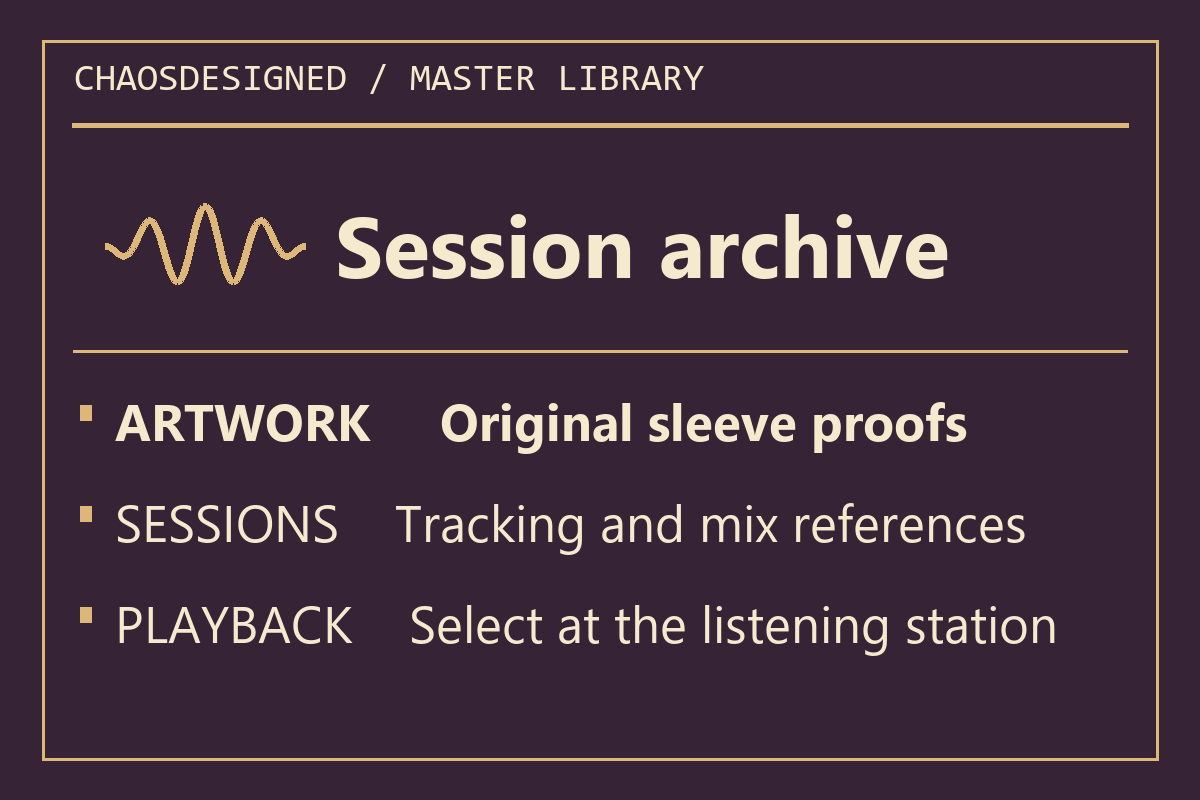 CHAOSDESIGNED / MASTER LIBRARY
Session archive
ARTWORK Original sleeve proofs
SESSIONS Tracking and mix references
PLAYBACK Select at the listening station